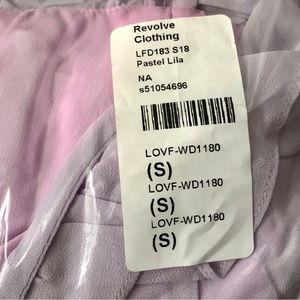 Revolve
Clothing
LFD183 S18
Pastel Lila
NA
s51054696
LOVF-WD1180
(S)
LOVF-WD1180
(S)
LOVF-WD1180
(S)